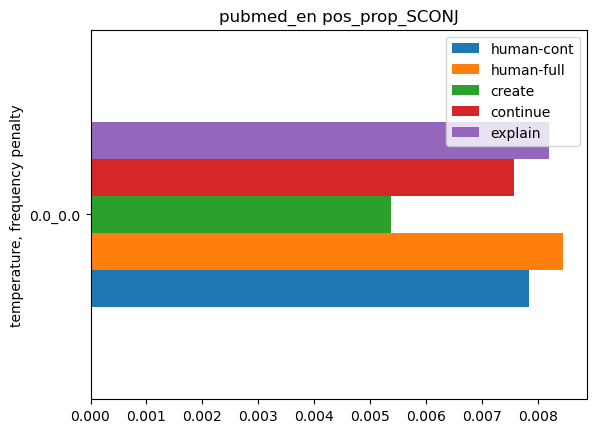 pubmed_en pos_prop_SCONJ
human-cont
human-full
create
continue
explain
temperature, frequency penalty
0.0_0.0
0.000 0.001 0.002 0.003 0.004 0.005 0.006 0.007 0.008